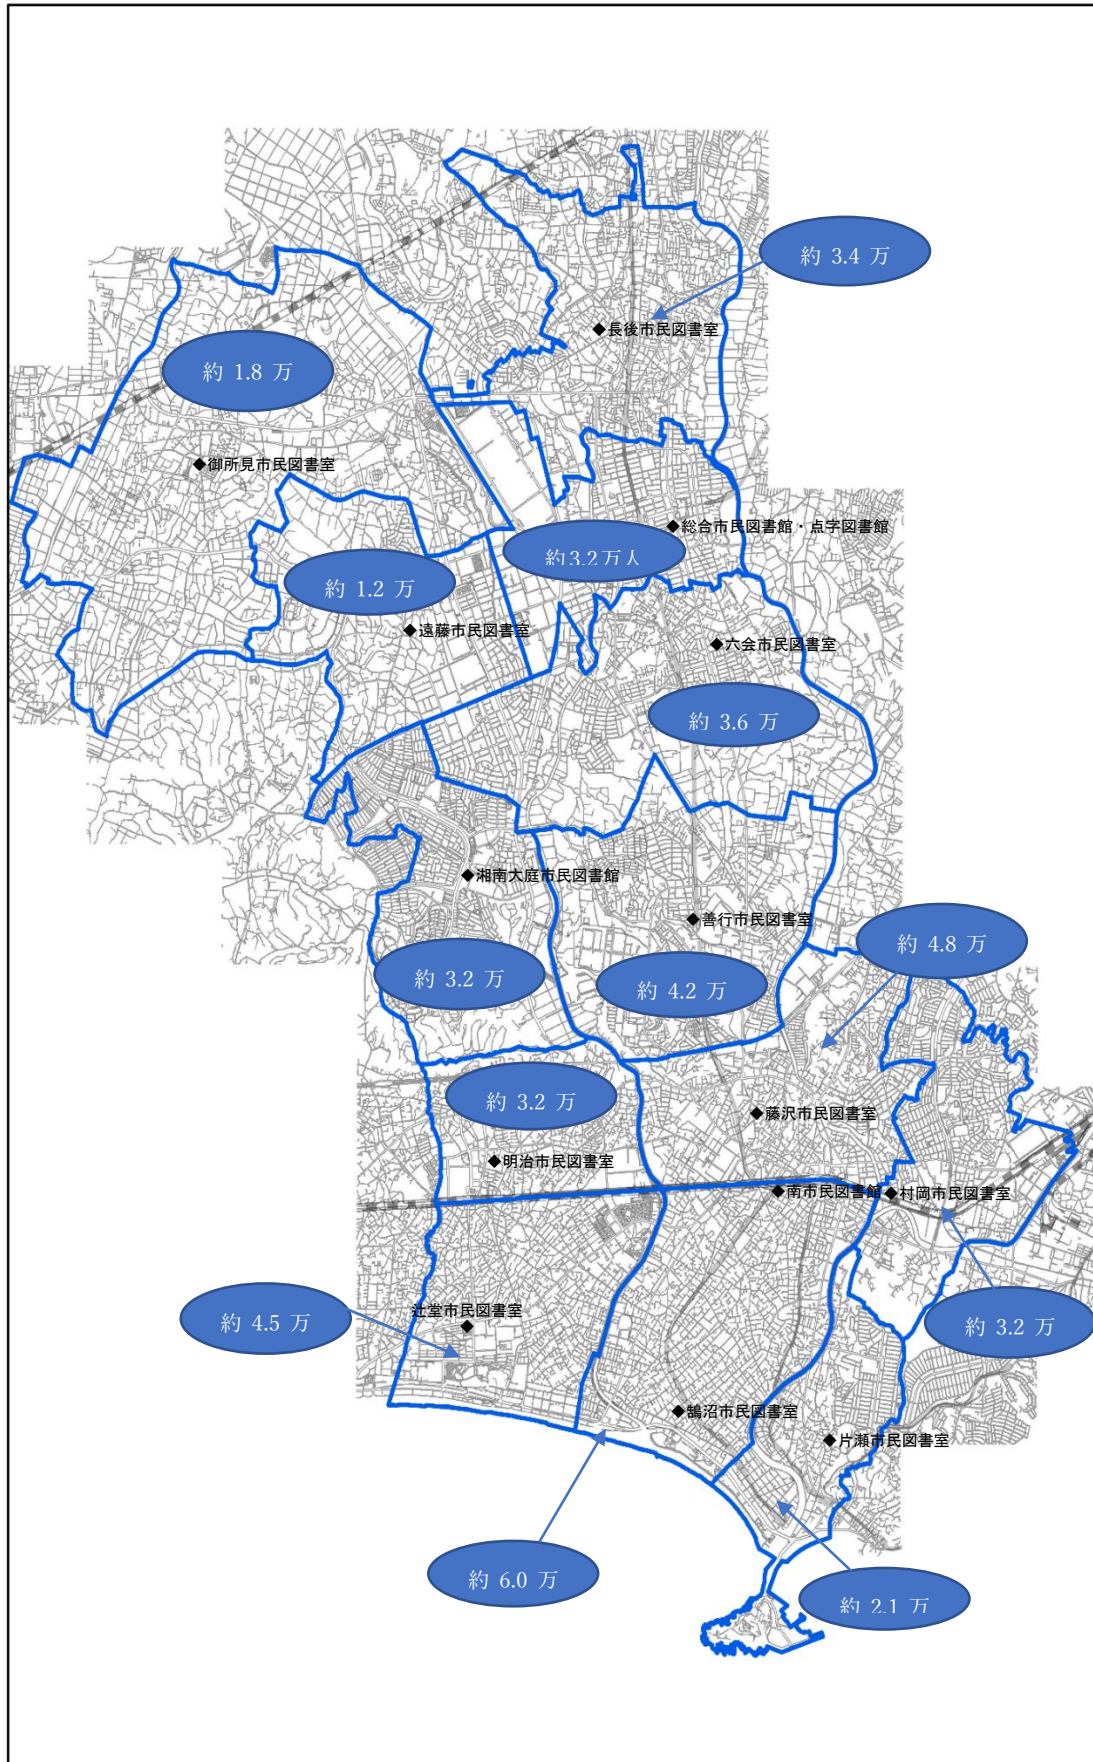 約 3.4 万
◆長後市民図書室
約 1.8 万
◆御所見市民図書室
◆総合市民図書館・点字図書館
約3.2万人
約 1.2 万
◆遠藤市民図書室
◆六会市民図書室
約 3.6 万
◆湘南大庭市民図書館
◆善行市民図書室
約 4.8 万
約 3.2 万
約 4.2 万
約 3.2 万
◆藤沢市民図書室
◆明治市民図書室
◆南市民図書館
◆村岡市民図書室
辻堂市民図書室
◆
約 4.5 万
約 3.2 万
◆鵠沼市民図書室
◆片瀬市民図書室
約 6.0 万
約 2.1 万